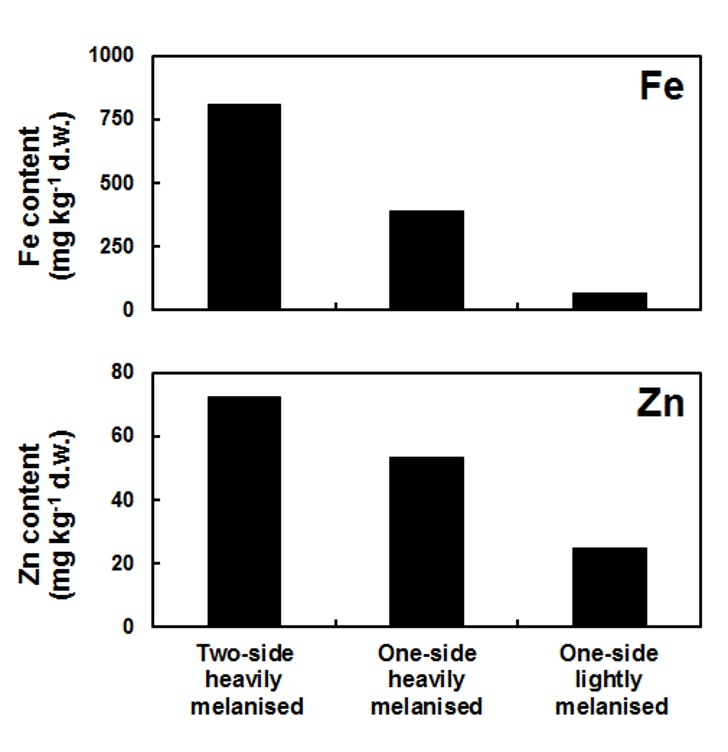 1000
Fe
750
500
250
0
Fe content
(mg kg-1 d.w.)
80
Zn
60
40
20
0
Zn content
(mg kg-1 d.w.)
Two-side
heavily
melanised
One-side
heavily
melanised
One-side
lightly
melanised